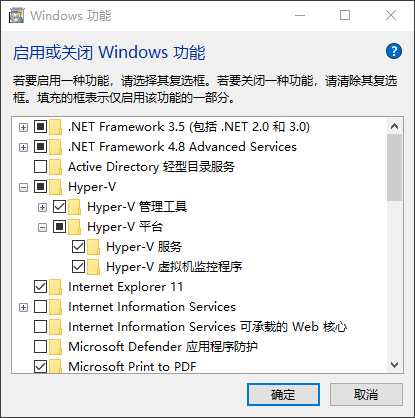 Windows 功能
启用或关闭 Windows 功能
若要启用一种功能，请选择其复选框。若要关闭一种功能，请清除其复选
框。填充的框表示仅启用该功能的一部分。
.NET Framework 3.5 (包括 .NET 2.0 和 3.0)
.NET Framework 4.8 Advanced Services
Active Directory 轻型目录服务
Hyper-V
Hyper-V 管理工具
Hyper-V 平台
Hyper-V 服务
Hyper-V 虚拟机监控程序
Internet Explorer 11
Internet Information Services
Internet Information Services 可承载的 Web 核心
Microsoft Defender 应用程序防护
Microsoft Print to PDF
确定
取消